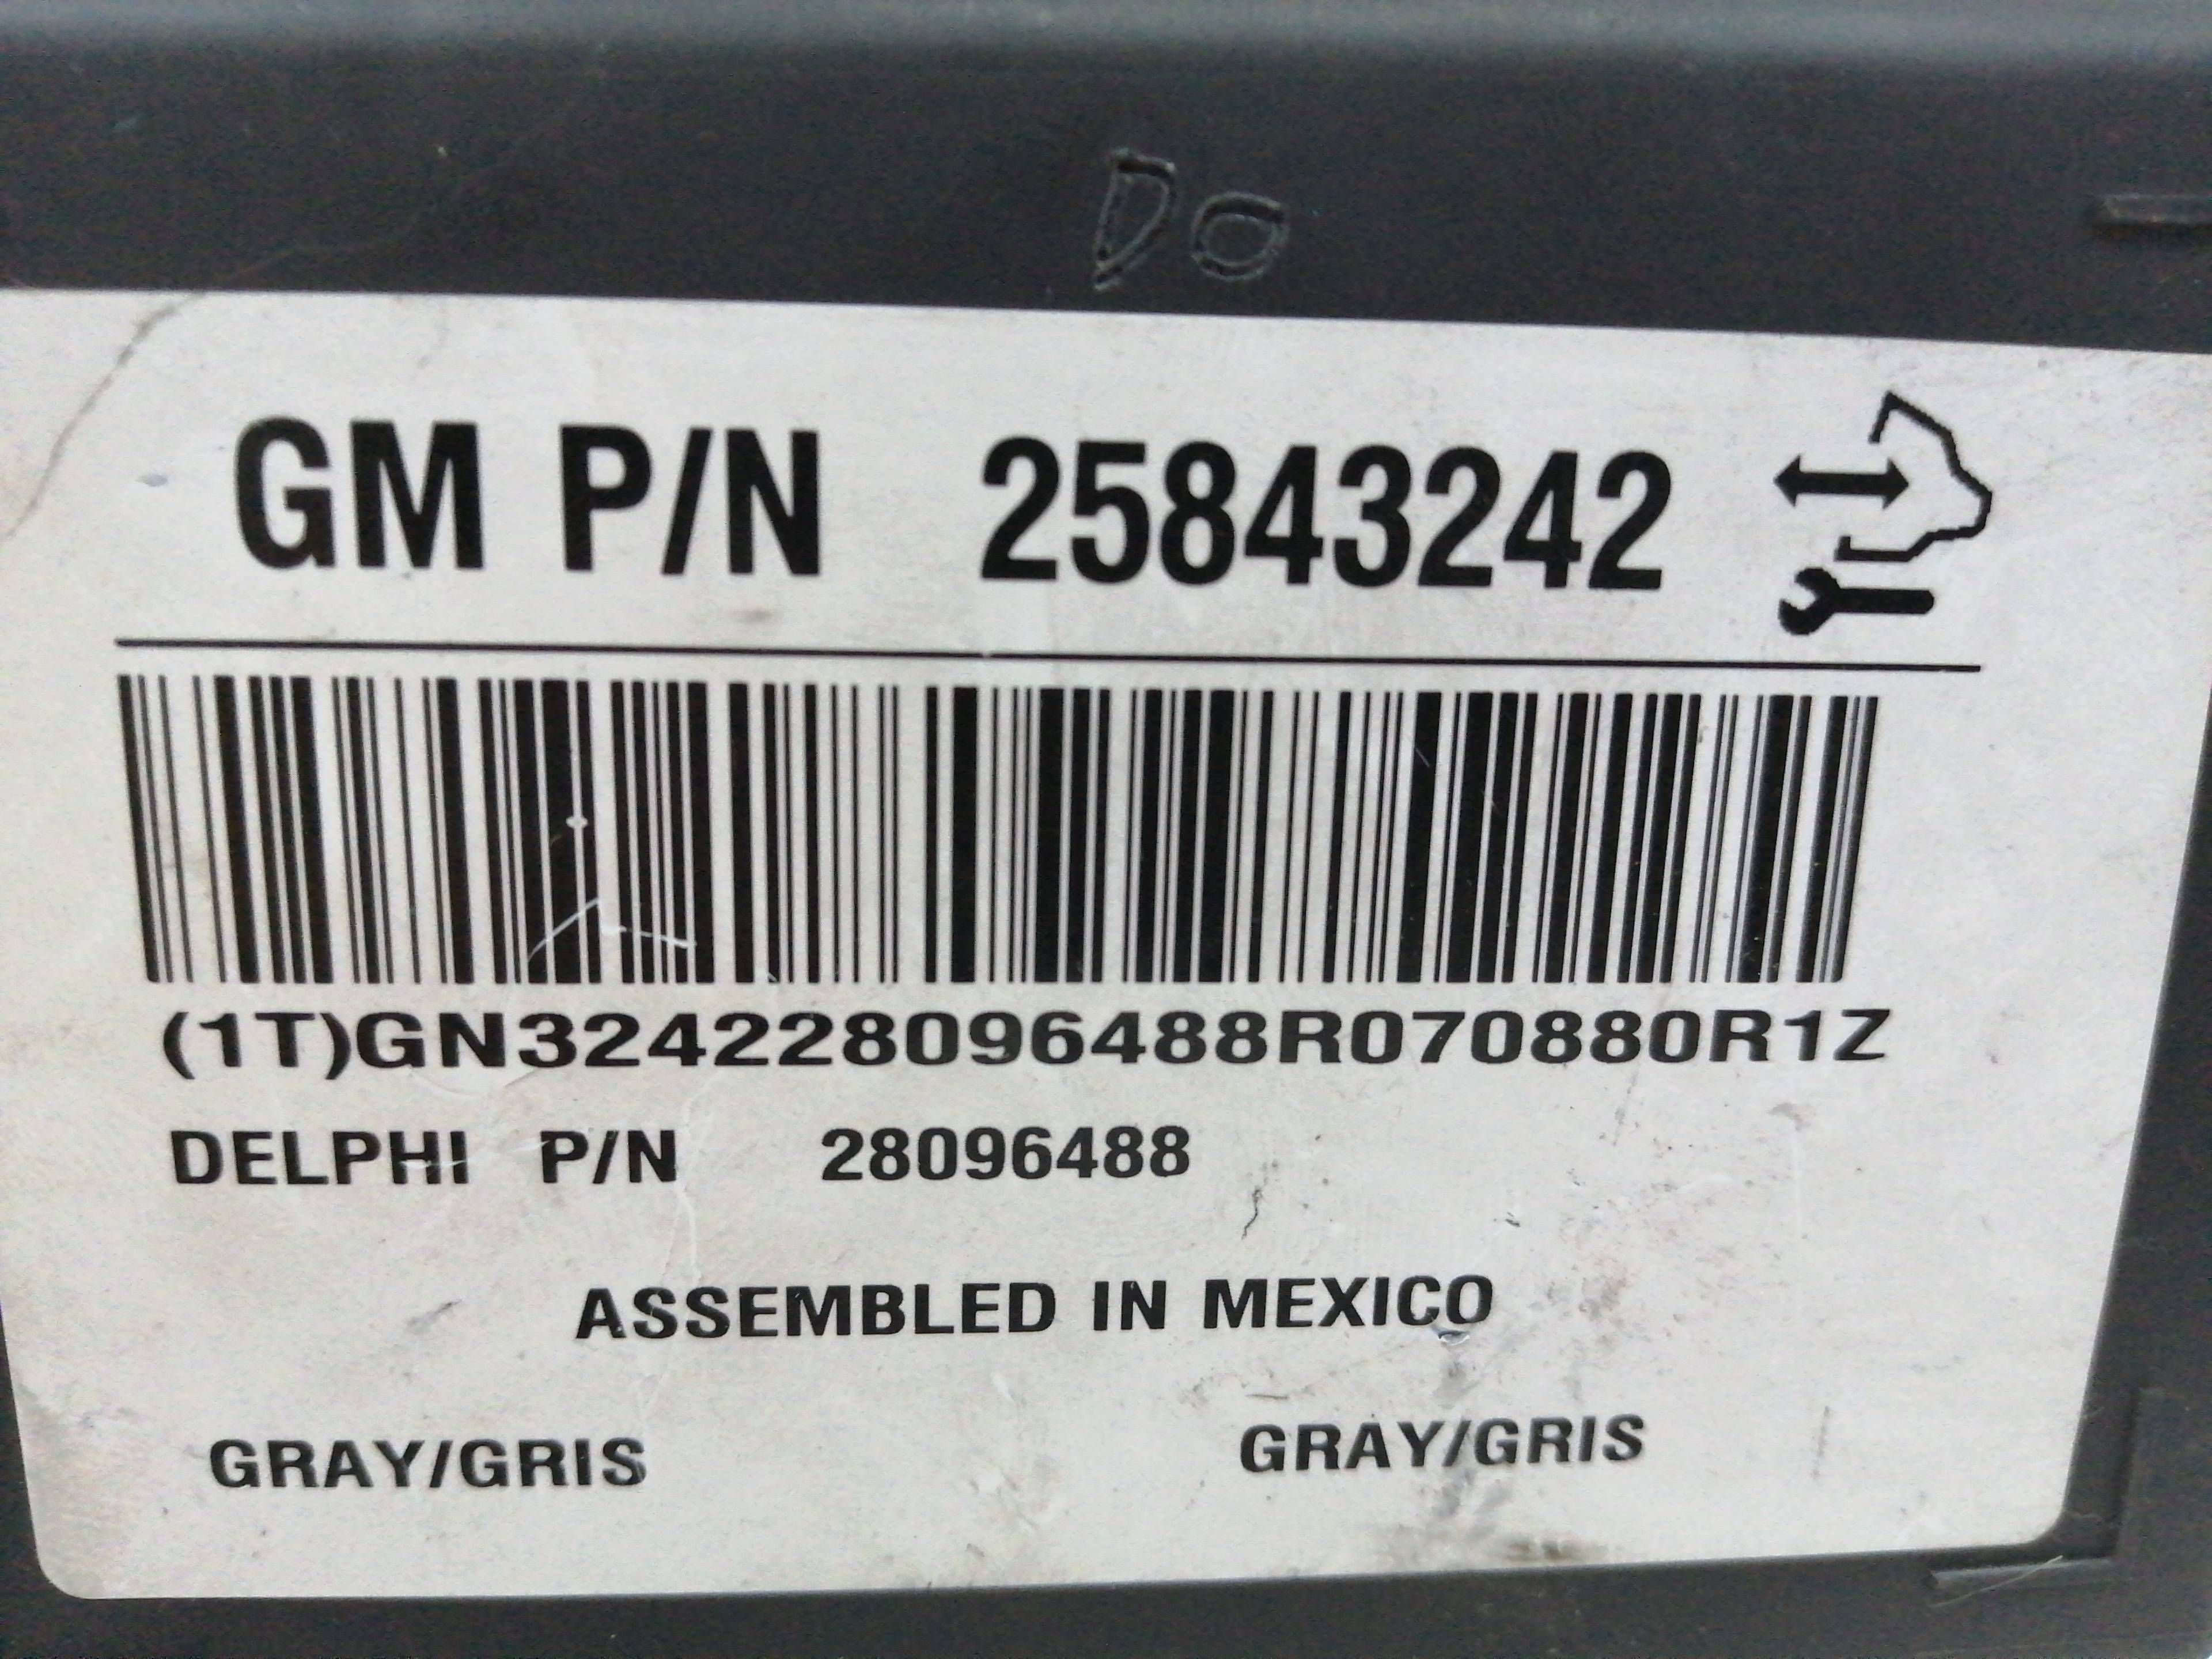 DO
GM P/N 25843242
(1T)GN324228096488R070880R1Z
DELPHI P/N 28096488
ASSEMBLED IN MEXICO
GRAY/GRIS GRAY/GRIS